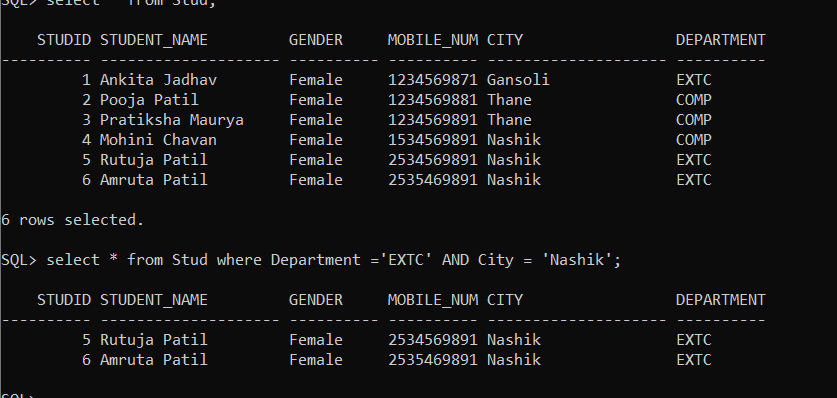 SQL> select * from Stud;
    STUDID STUDENT_NAME         GENDER     MOBILE_NUM CITY                 DEPARTMENT
---------- -------------------- ---------- ---------- -------------------- ----------
         1 Ankita Jadhav        Female     1234569871 Gansoli              EXTC
         2 Pooja Patil          Female     1234569881 Thane                COMP
         3 Pratiksha Maurya     Female     1234569891 Thane                COMP
         4 Mohini Chavan        Female     1534569891 Nashik               COMP
         5 Rutuja Patil         Female     2534569891 Nashik               EXTC
         6 Amruta Patil         Female     2535469891 Nashik               EXTC
6 rows selected.
SQL> select * from Stud where Department ='EXTC' AND City = 'Nashik';
    STUDID STUDENT_NAME         GENDER     MOBILE_NUM CITY                 DEPARTMENT
---------- -------------------- ---------- ---------- -------------------- ----------
         5 Rutuja Patil         Female     2534569891 Nashik               EXTC
         6 Amruta Patil         Female     2535469891 Nashik               EXTC
SQL>